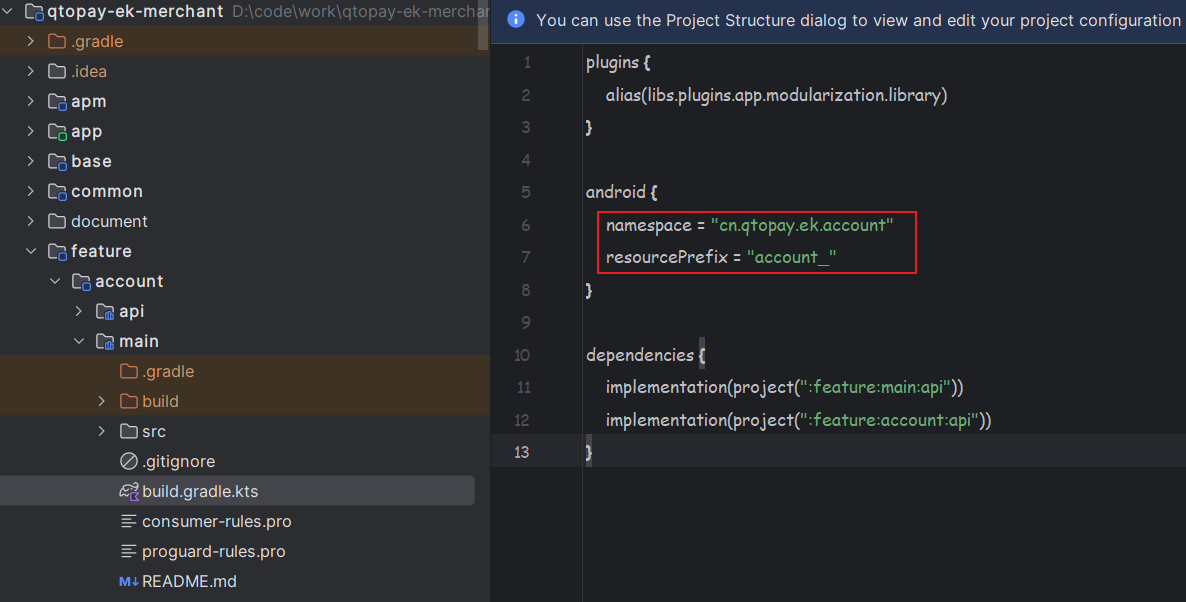 qtopay-ek-merchant D:\code\work\qtopay-ek-merchan
.gradle
.idea
apm
app
base
common
document
feature
account
api
main
.gradle
build
src
.gitignore
build.gradle.kts
consumer-rules.pro
proguard-rules.pro
M↓ README.md
You can use the Project Structure dialog to view and edit your project configuration
1 plugins {
2 alias(libs.plugins.app.modularization.library)
3 }
4
5 android {
6 namespace = "cn.qtopay.ek.account"
7 resourcePrefix = "account_"
8 }
9
10 dependencies {
11 implementation(project(":feature:main:api"))
12 implementation(project(":feature:account:api"))
13 }